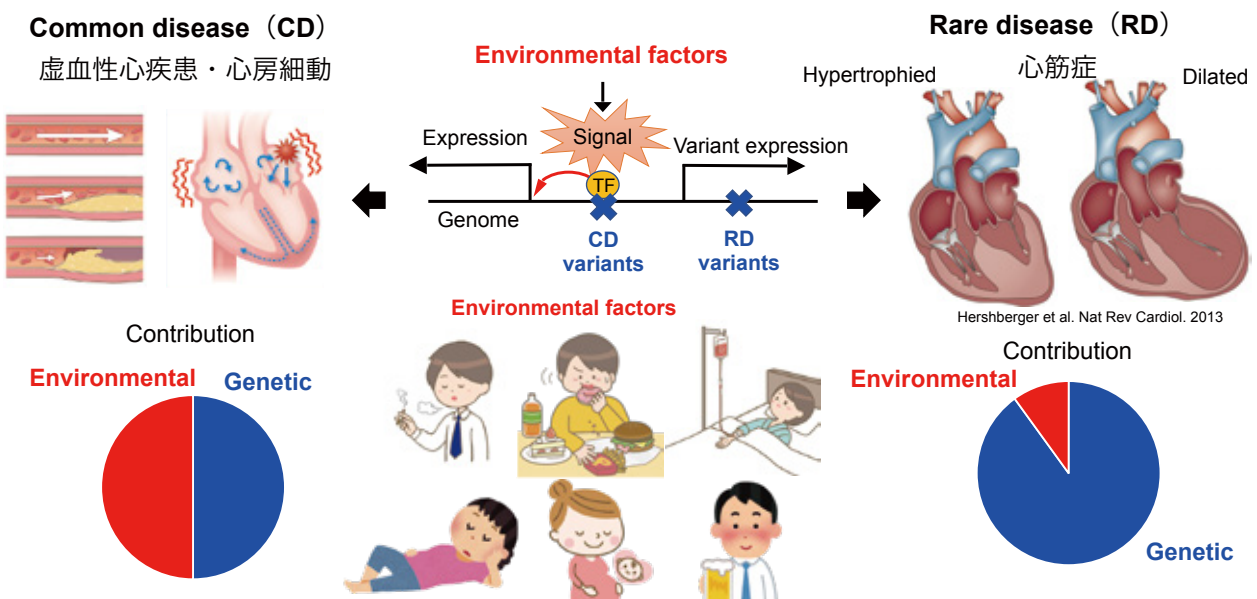 Common disease（CD）
虚血性心疾患・心房細動
Environmental factors
Signal
Expression
Variant expression
TF
Genome
CD
variants
RD
variants
Rare disease（RD）
心筋症
Hypertrophied
Dilated
Hershberger et al. Nat Rev Cardiol. 2013
Contribution
Environmental
Genetic
Environmental factors
Contribution
Environmental
Genetic